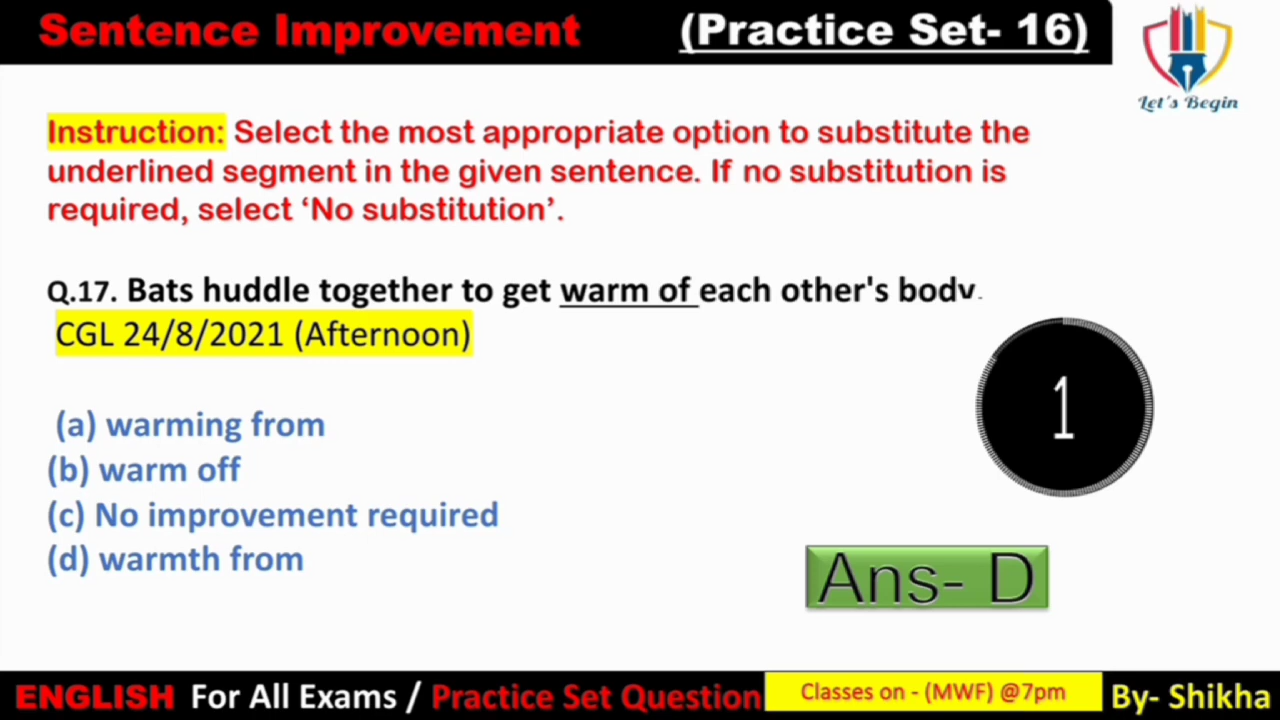 Sentence Improvement (Practice Set- 16)
Let's Begin
Instruction: Select the most appropriate option to substitute the
underlined segment in the given sentence. If no substitution is
required, select ‘No substitution’.
Q.17. Bats huddle together to get warm of each other's body.
CGL 24/8/2021 (Afternoon)
1
(a) warming from
(b) warm off
(c) No improvement required
(d) warmth from
Ans- D
ENGLISH For All Exams / Practice Set Question Classes on - (MWF) @7pm By- Shikha